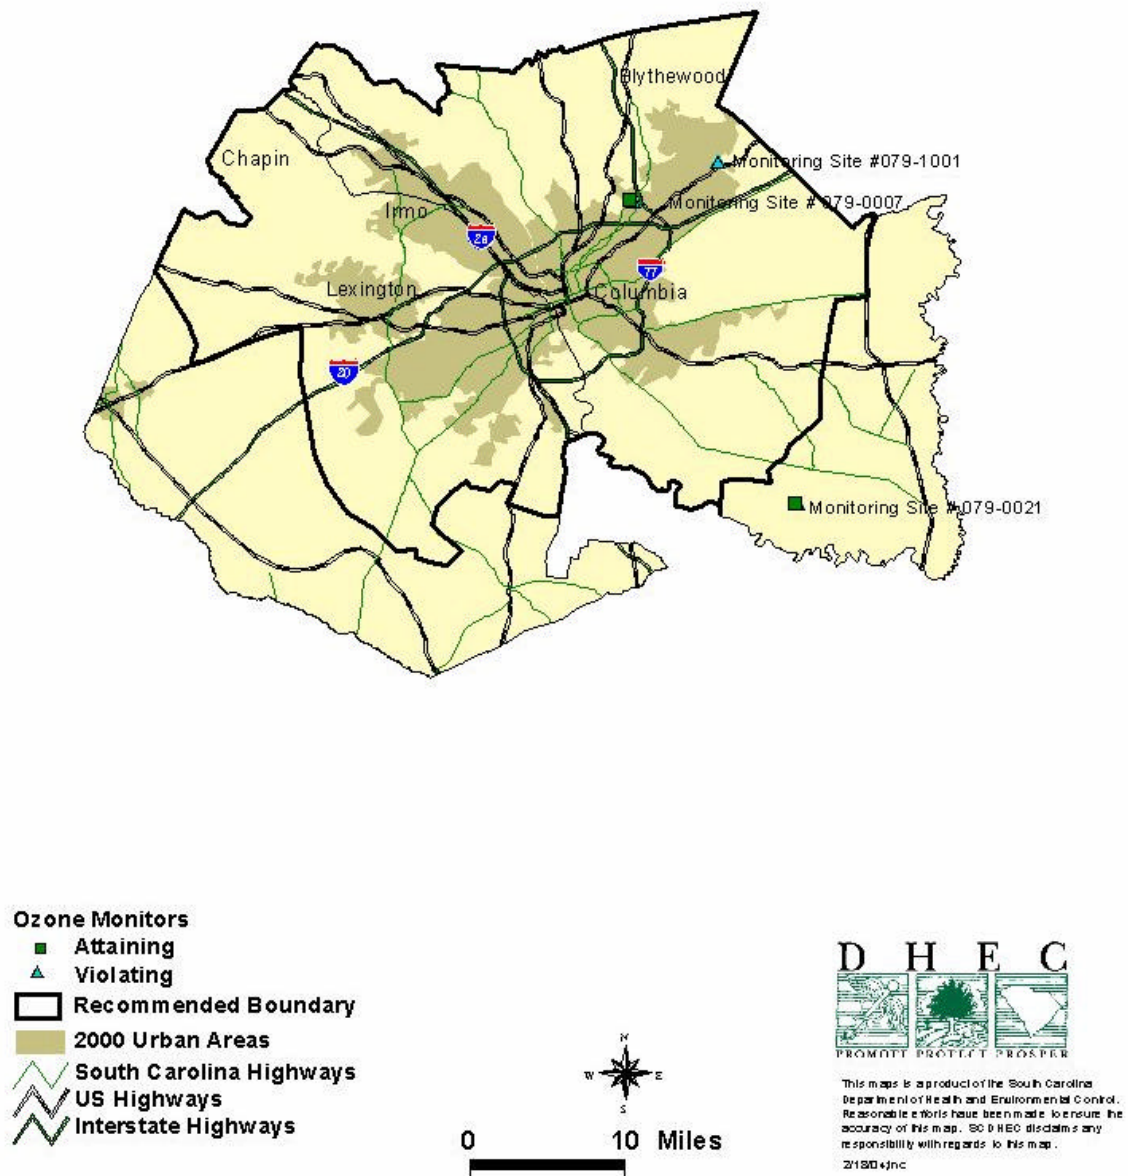 Blythewood
Chapin
Monitoring Site #079-1001
Monitoring Site # 079-0007
Irmo
26
77
Lexington
Columbia
20
Monitoring Site # 079-0021
Ozone Monitors
Attaining
Violating
Recommended Boundary
2000 Urban Areas
South Carolina Highways
US Highways
Interstate Highways
N
W E
S
0 10 Miles
D H E C
PROMOTE PROTECT PROSPER
This maps is a product of the South Carolina
Department of Health and Environmental Control.
Reasonable efforts have been made to ensure the
accuracy of this map. SCDHEC disclaims any
responsibility with regards to this map.
2/18/04jnc